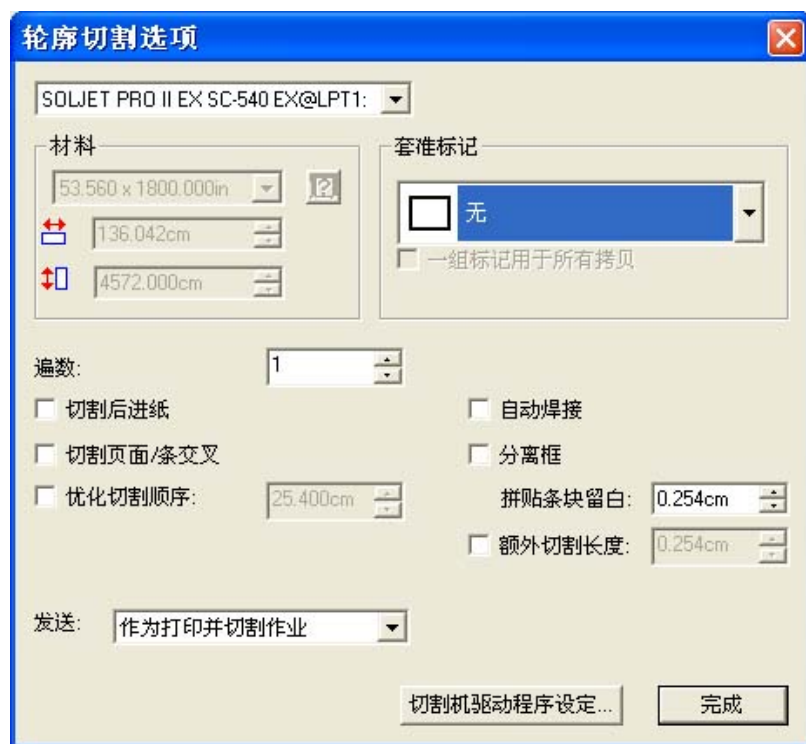 轮廓切割选项
SOLJET PRO II EX SC-540 EX@LPT1:
材料
53.560 x 1800.000in
136.042cm
4572.000cm
套准标记
无
一组标记用于所有拷贝
遍数:
1
切割后进纸
自动焊接
切割页面/条交叉
分离框
优化切割顺序:
25.400cm
拼贴条块留白:
0.254cm
额外切割长度:
0.254cm
发送:
作为打印并切割作业
切割机驱动程序设定...
完成